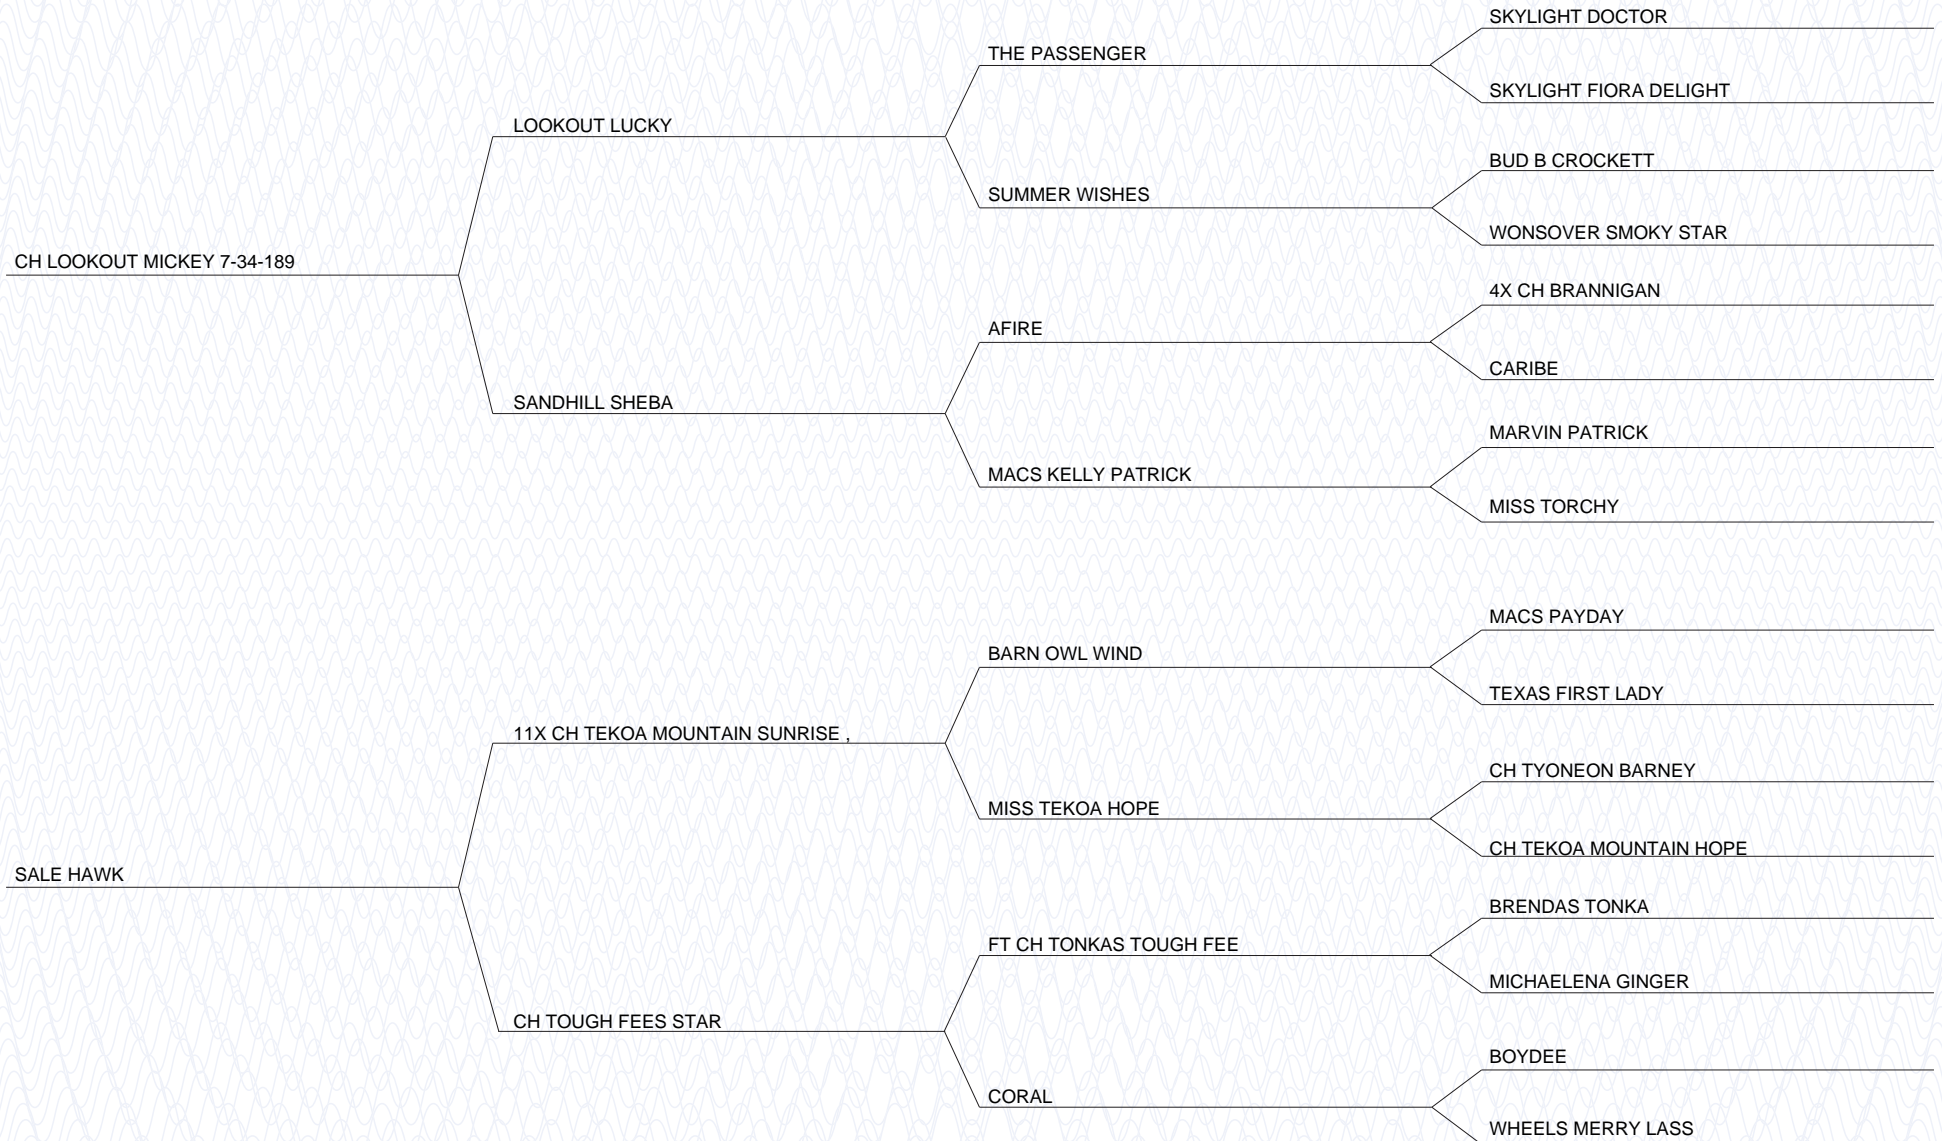 SKYLIGHT DOCTOR
THE PASSENGER
SKYLIGHT FIORA DELIGHT
LOOKOUT LUCKY
BUD B CROCKETT
SUMMER WISHES
WONSOVER SMOKY STAR
CH LOOKOUT MICKEY 7-34-189
4X CH BRANNIGAN
AFIRE
CARIBE
SANDHILL SHEBA
MARVIN PATRICK
MACS KELLY PATRICK
MISS TORCHY
MACS PAYDAY
BARN OWL WIND
TEXAS FIRST LADY
11X CH TEKOA MOUNTAIN SUNRISE ,
CH TYONEON BARNEY
MISS TEKOA HOPE
CH TEKOA MOUNTAIN HOPE
SALE HAWK
BRENDAS TONKA
FT CH TONKAS TOUGH FEE
MICHAELENA GINGER
CH TOUGH FEES STAR
BOYDEE
CORAL
WHEELS MERRY LASS